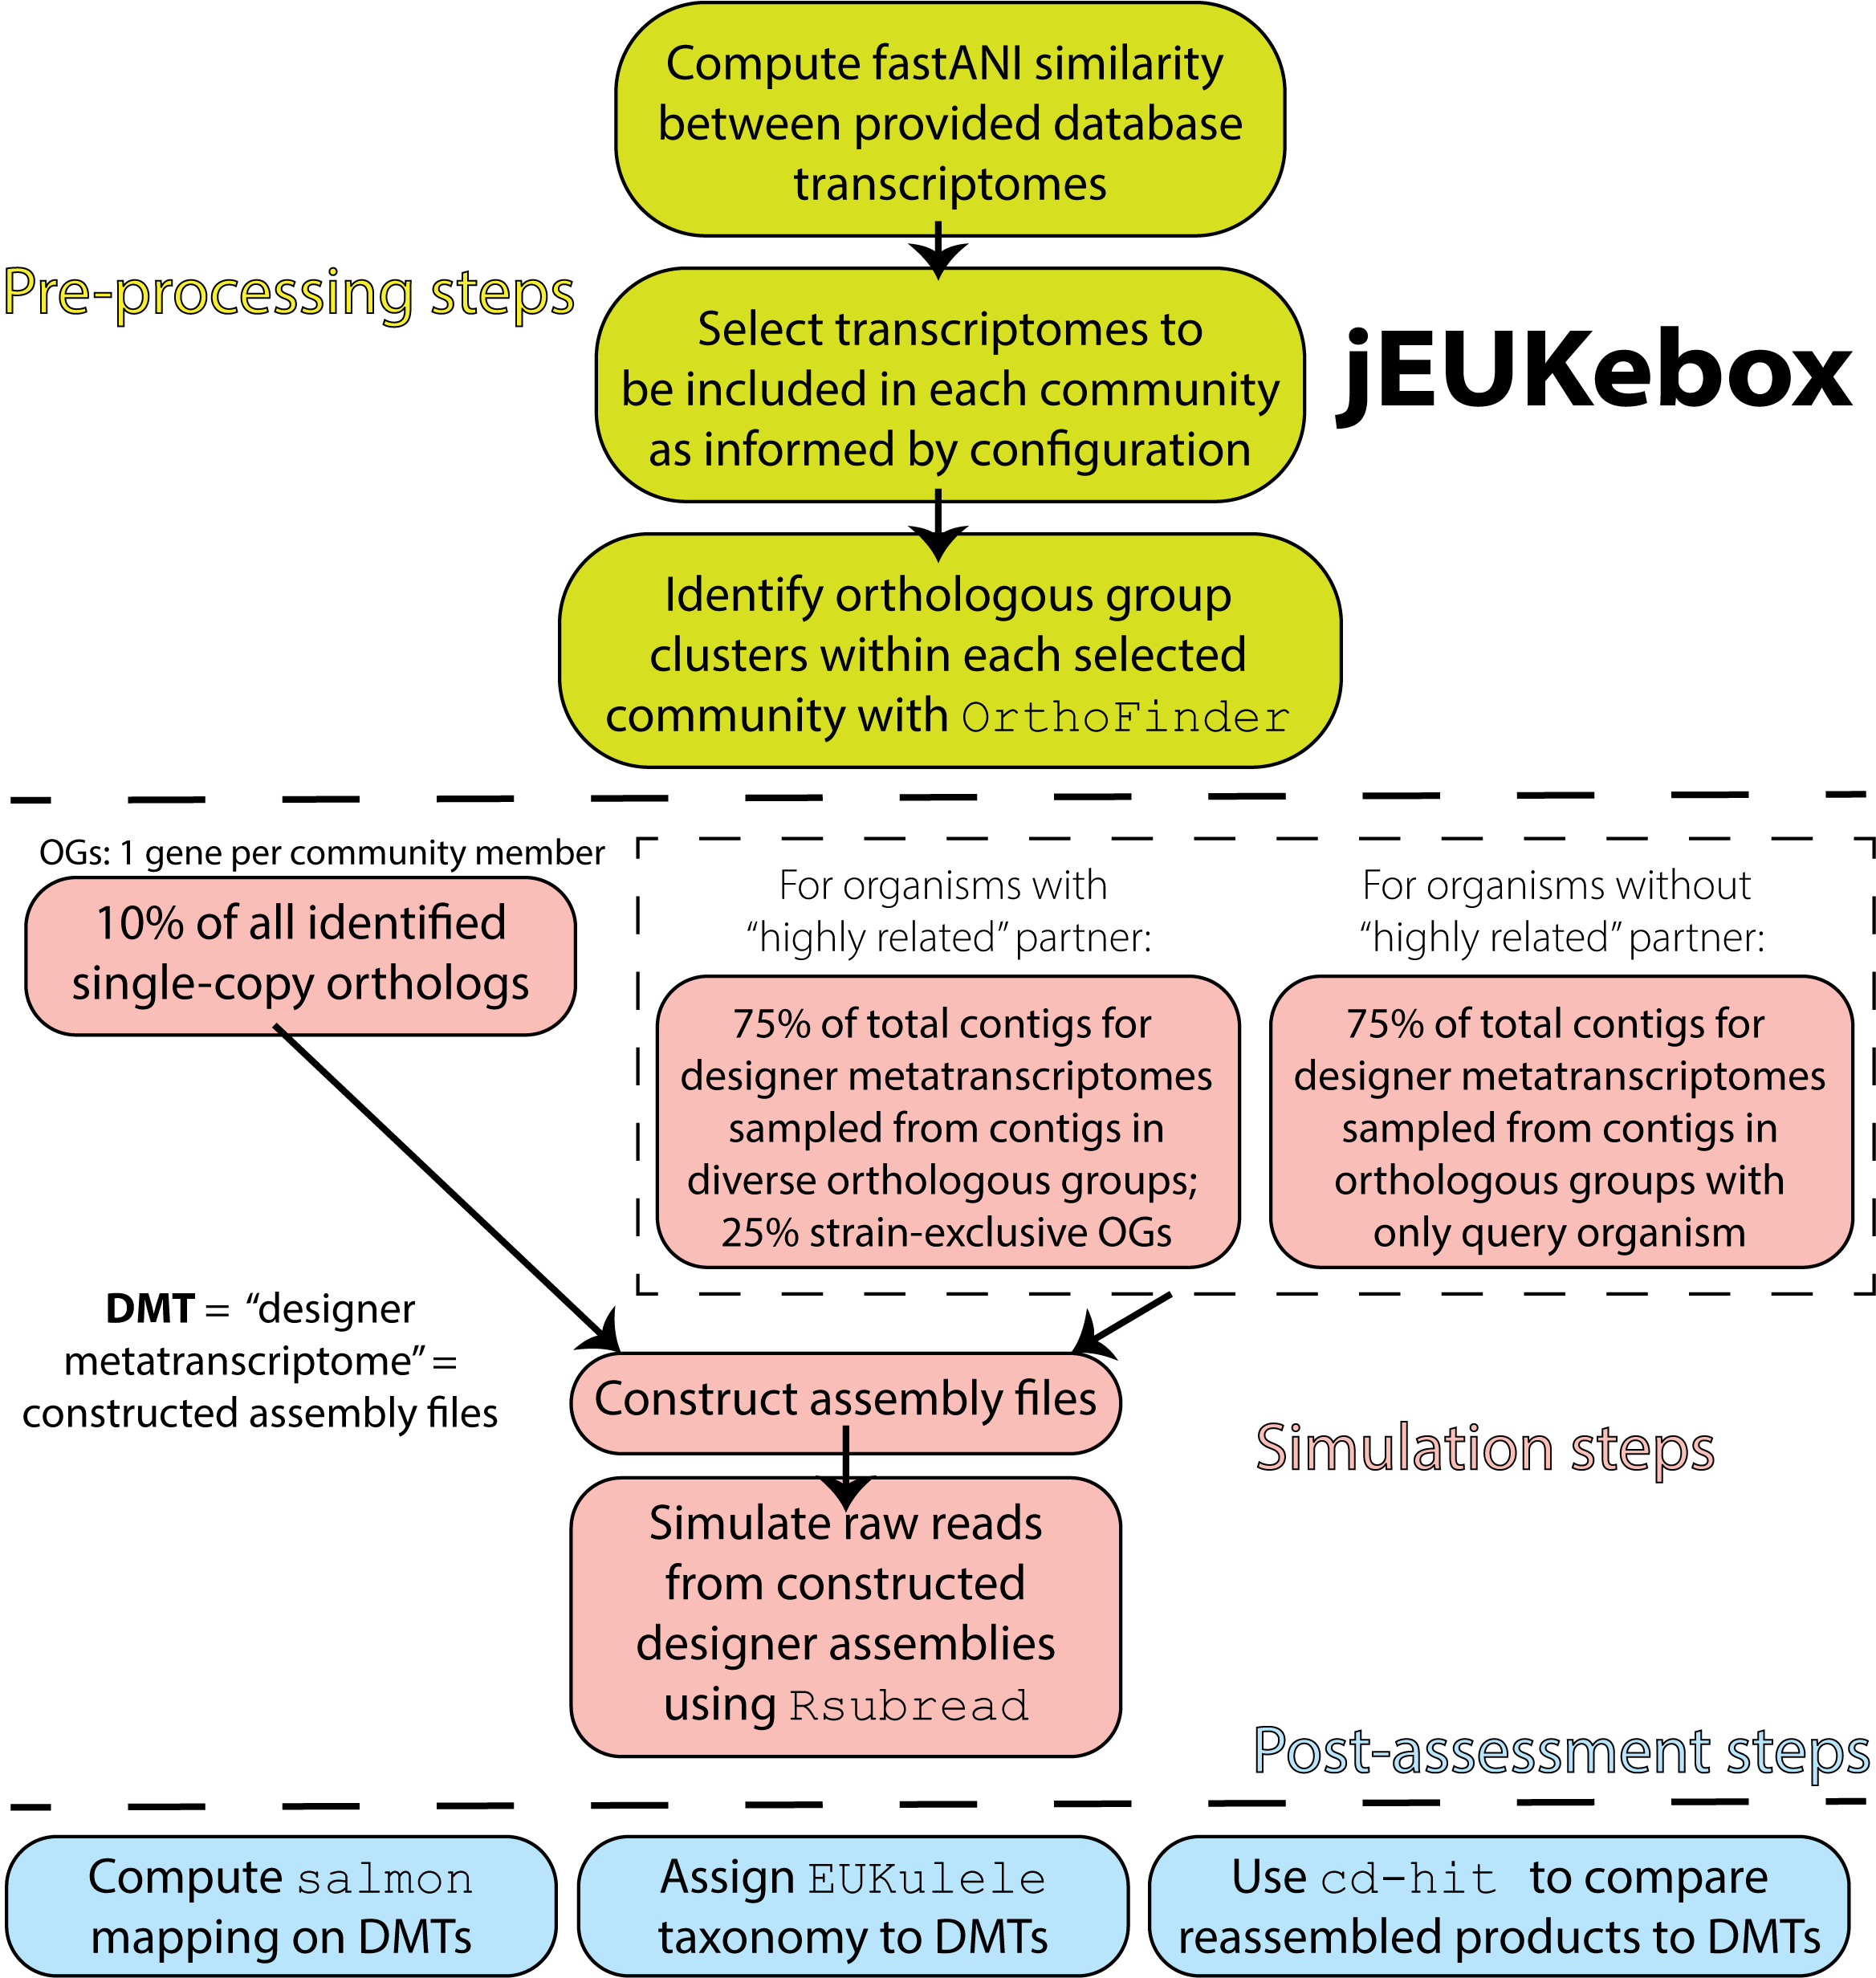 Compute fastANI similarity
between provided database
transcriptomes
Pre-processing steps
Select transcriptomes to
be included in each community
as informed by configuration
jEUKebox
Identify orthologous group
clusters within each selected
community with OrthoFinder
OGs: 1 gene per community member
10% of all identified
single-copy orthologs
For organisms with
“highly related” partner:
75% of total contigs for
designer metatranscriptomes
sampled from contigs in
diverse orthologous groups;
25% strain-exclusive OGs
For organisms without
“highly related” partner:
75% of total contigs for
designer metatranscriptomes
sampled from contigs in
orthologous groups with
only query organism
DMT = “designer
metatranscriptome” =
constructed assembly files
Construct assembly files
Simulation steps
Simulate raw reads
from constructed
designer assemblies
using Rsubread
Post-assessment steps
Compute salmon
mapping on DMTs
Assign EUKulele
taxonomy to DMTs
Use cd-hit to compare
reassembled products to DMTs